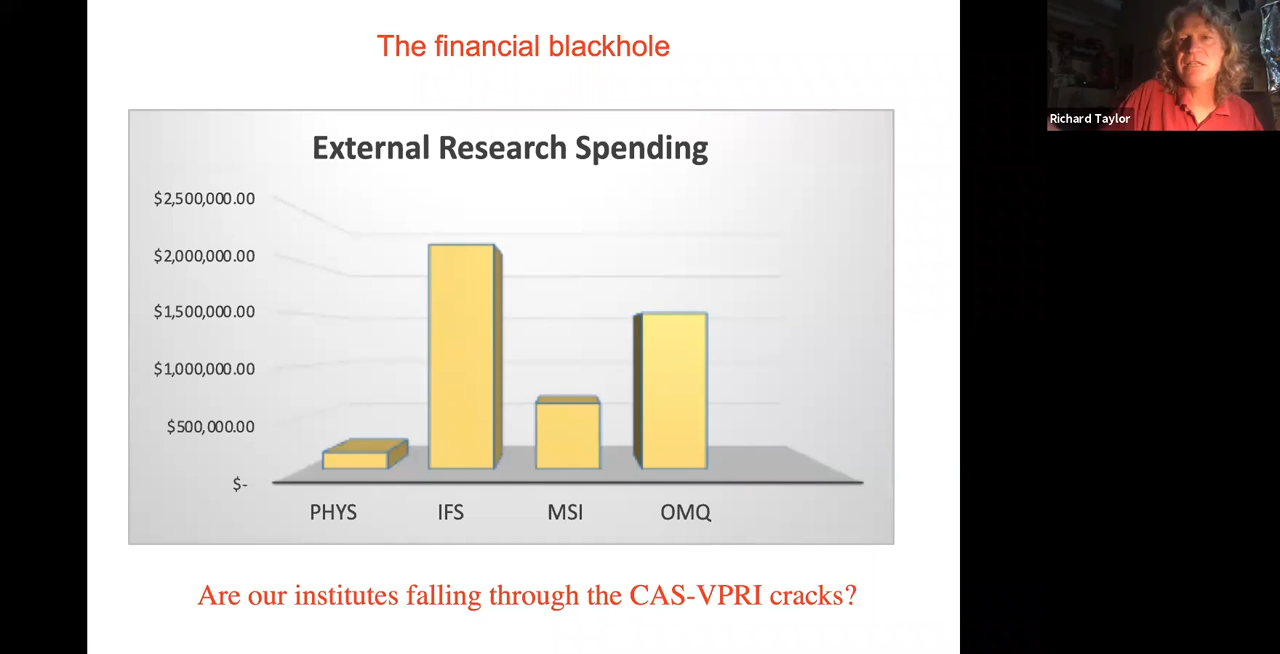 The financial blackhole
Richard Taylor
External Research Spending
$2,500,000.00
$2,000,000.00
$1,500,000.00
$1,000,000.00
$500,000.00
$-
PHYS IFS MSI OMQ
Are our institutes falling through the CAS-VPRI cracks?